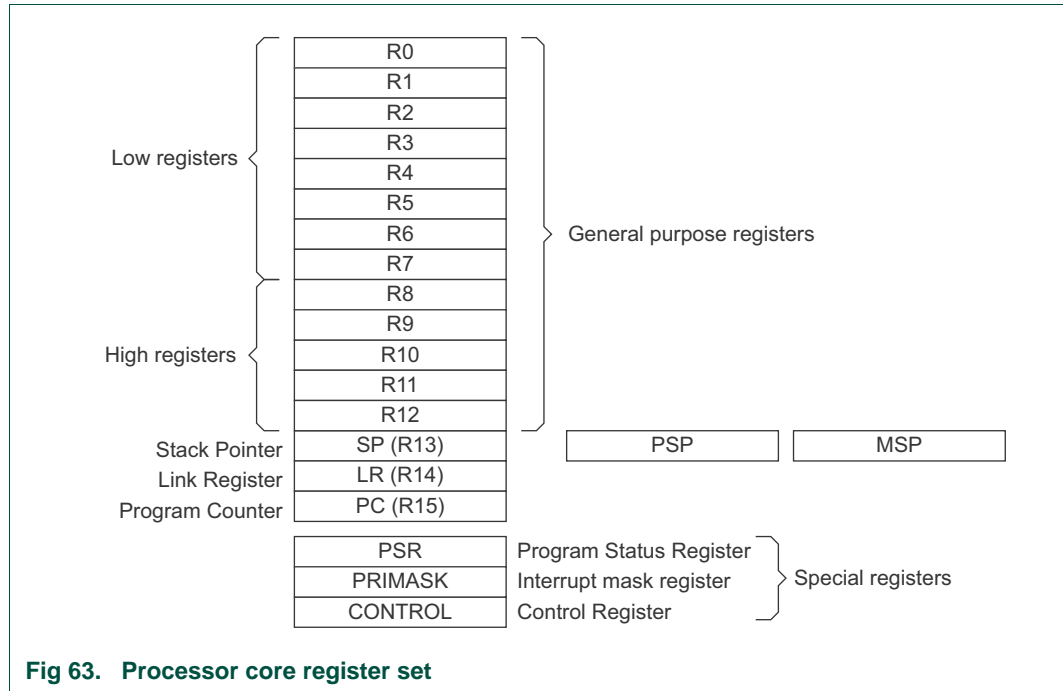 R0
R1
R2
R3
Low registers
R4
R5
R6
General purpose registers
R7
R8
R9
High registers
R10
R11
R12
Stack Pointer
SP (R13)
PSP
MSP
Link Register
LR (R14)
Program Counter
PC (R15)
PSR
Program Status Register
PRIMASK
Interrupt mask register
Special registers
CONTROL
Control Register
Fig 63. Processor core register set